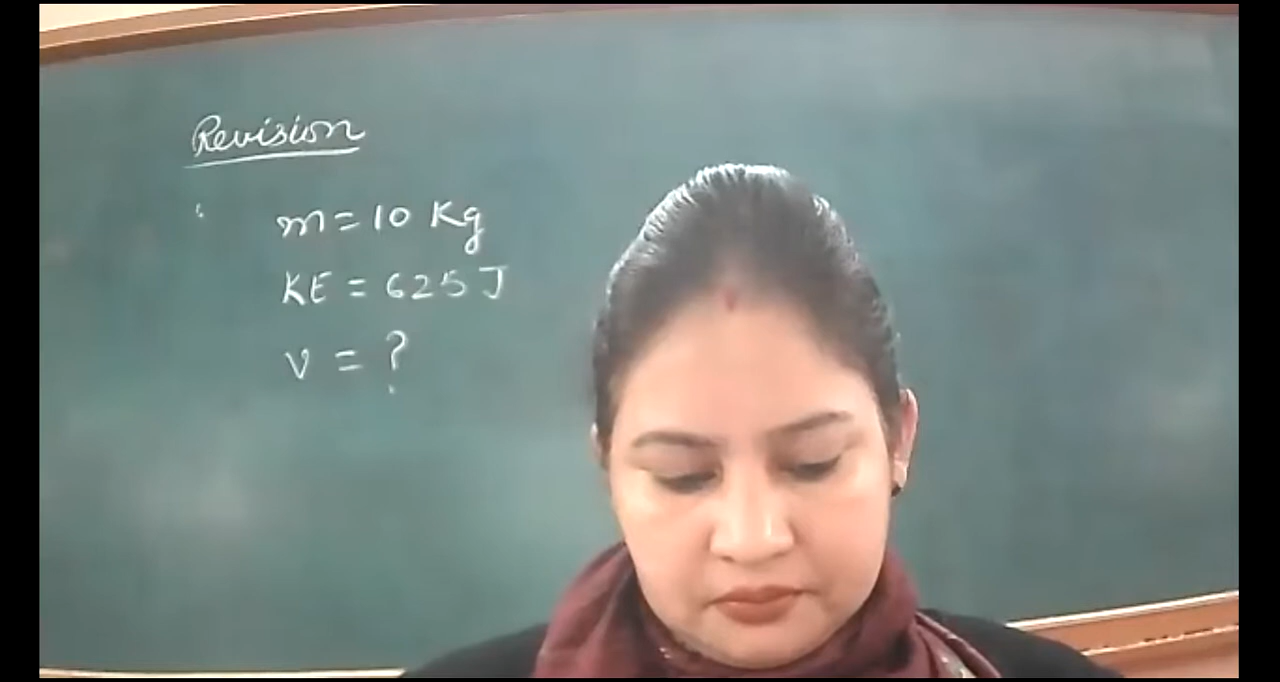 Revision
m = 10 Kg
KE = 625 J
v = ?